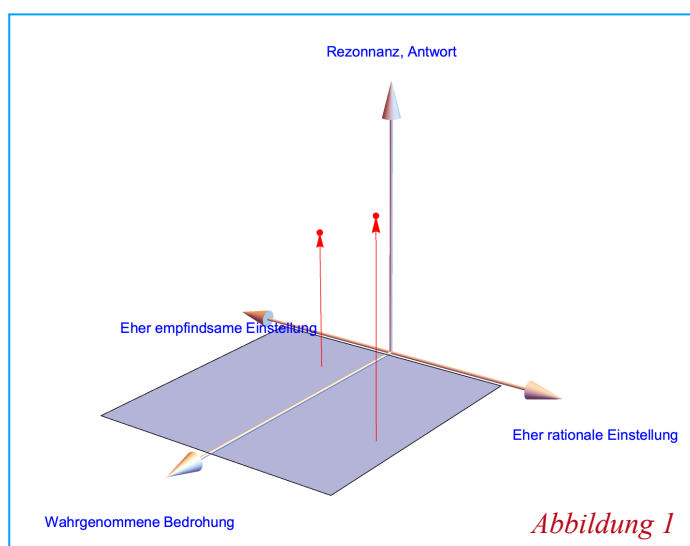 Rezonnanz, Antwort
Eher empfindsame Einstellung
Eher rationale Einstellung
Wahrgenommene Bedrohung
Abbildung 1